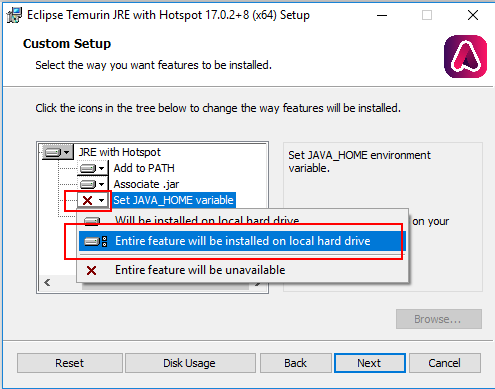 Eclipse Temurin JRE with Hotspot 17.0.2+8 (x64) Setup
Custom Setup
Select the way you want features to be installed.
Click the icons in the tree below to change the way features will be installed.
JRE with Hotspot
Add to PATH
Associate .jar
Set JAVA_HOME variable
Set JAVA_HOME environment
variable.
Will be installed on local hard drive
on your
Entire feature will be installed on local hard drive
Entire feature will be unavailable
Browse...
Reset
Disk Usage
Back
Next
Cancel